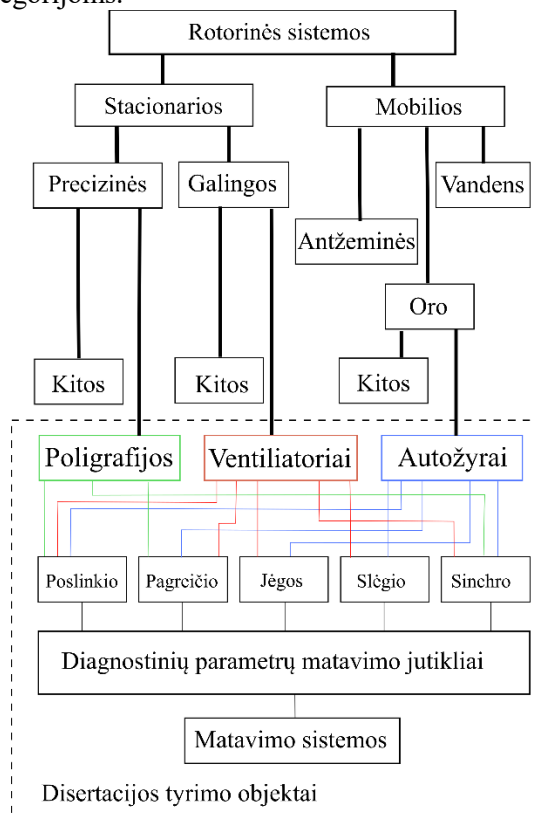 egorijoms.
Rotorinės sistemos
Stacionarios
Mobilios
Precizinės
Galingos
Vandens
Antžeminės
Oro
Kitos
Kitos
Kitos
Poligrafijos
Ventiliatoriai
Autožyrai
Poslinkio
Pagreičio
Jėgos
Slėgio
Sinchro
Diagnostinių parametrų matavimo jutikliai
Matavimo sistemos
Disertacijos tyrimo objektai